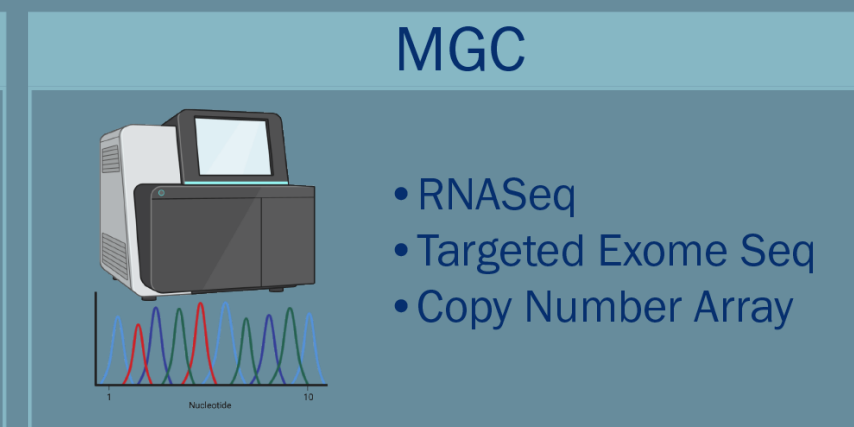 MGC
•RNASeq
•Targeted Exome Seq
•Copy Number Array
1 10
Nucleotide